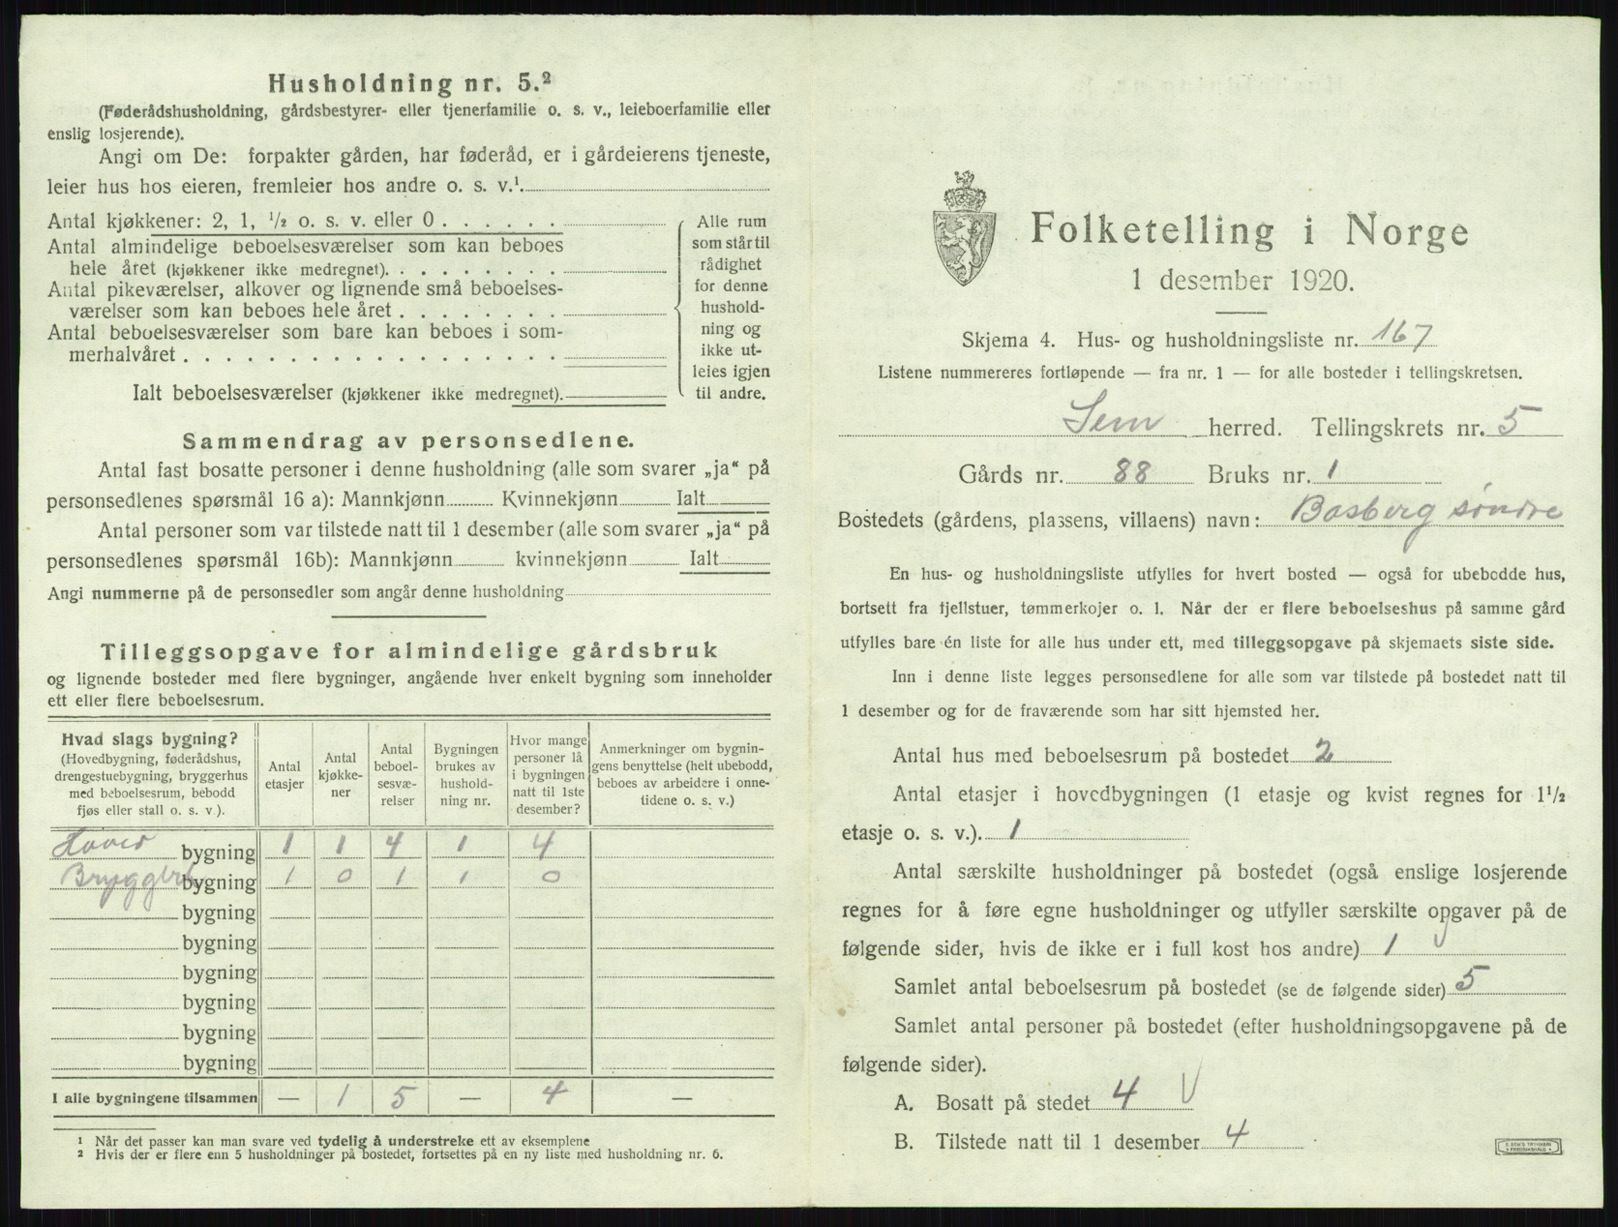 Husholdning nr. 5.²
(Føderådshusholdning, gårdsbestyrer- eller tjenerfamilie o. s. v., leieboerfamilie eller
enslig losjerende).
Angi om De: forpakter gården, har føderåd, er i gårdeierens tjeneste,
leier hus hos eieren, fremleier hos andre o. s. v.¹
Antal kjøkkener: 2, 1, ½ o. s. v. eller 0
Antal almindelige beboelsesværelser som kan beboes
hele året (kjøkkener ikke medregnet)
Antal pikeværelser, alkover og lignende små beboelses-
værelser som kan beboes hele året
Antal beboelsesværelser som bare kan beboes i som-
merhalvåret
Ialt beboelsesværelser (kjøkkener ikke medregnet)
Alle rum
som står til
rådighet
for denne
hushold-
ning og
ikke ut-
leies igjen
til andre.
Sammendrag av personsedlene.
Antal fast bosatte personer i denne husholdning (alle som svarer „ja“ på
personsedlenes spørsmål 16 a): Mannkjønn Kvinnekjønn Ialt
Antal personer som var tilstede natt til 1 desember (alle som svarer „ja“ på
personsedlenes spørsmål 16b): Mannkjønn kvinnekjønn Ialt
Angi nummerne på de personsedler som angår denne husholdning
Tilleggsopgave for almindelige gårdsbruk
og lignende bosteder med flere bygninger, angående hver enkelt bygning som inneholder
ett eller flere beboelsesrum.
Hvad slags bygning?
(Hovedbygning, føderådshus,
drengestuebygning, bryggerhus
med beboelsesrum, bebodd
fjøs eller stall o. s. v.).
Antal
etasjer
Antal
kjøkke-
ner
Antal
beboel-
sesvæ-
relser
Bygningen
brukes av
hushold-
ning nr.
Hvor mange
personer lå
i bygningen
natt til 1ste
desember?
Anmerkninger om bygnin-
gens benyttelse (helt ubebodd,
beboes av arbeidere i onne-
tidene o. s. v.)
bygning 1 1 4 1 4
bygning 1 0 1 1 0
bygning
bygning
bygning
bygning
bygning
bygning
I alle bygningene tilsammen — 1 5 — 4 —
¹ Når det passer kan man svare ved tydelig å understreke ett av eksemplene
² Hvis der er flere enn 5 husholdninger på bostedet, fortsettes på en ny liste med husholdning nr. 6.
Folketelling i Norge
1 desember 1920.
Skjema 4. Hus- og husholdningsliste nr. 167
Listene nummereres fortløpende — fra nr. 1 — for alle bosteder i tellingskretsen.
Sem herred. Tellingskrets nr. 5
Gårds nr. 88 Bruks nr. 1
Bostedets (gårdens, plassens, villaens) navn: Basberg søndre
En hus- og husholdningsliste utfylles for hvert bosted — også for ubebodde hus,
bortsett fra fjellstuer, tømmerkojer o. l. Når der er flere beboelseshus på samme gård
utfylles bare én liste for alle hus under ett, med tilleggsopgave på skjemaets siste side.
Inn i denne liste legges personsedlene for alle som var tilstede på bostedet natt til
1 desember og for de fraværende som har sitt hjemsted her.
Antal hus med beboelsesrum på bostedet 2
Antal etasjer i hovedbygningen (1 etasje og kvist regnes for 1½
etasje o. s. v.). 1
Antal særskilte husholdninger på bostedet (også enslige losjerende
regnes for å føre egne husholdninger og utfyller særskilte opgaver på de
følgende sider, hvis de ikke er i full kost hos andre) 1
Samlet antal beboelsesrum på bostedet (se de følgende sider) 5
Samlet antal personer på bostedet (efter husholdningsopgavene på de
følgende sider).
A. Bosatt på stedet 4
B. Tilstede natt til 1 desember 4